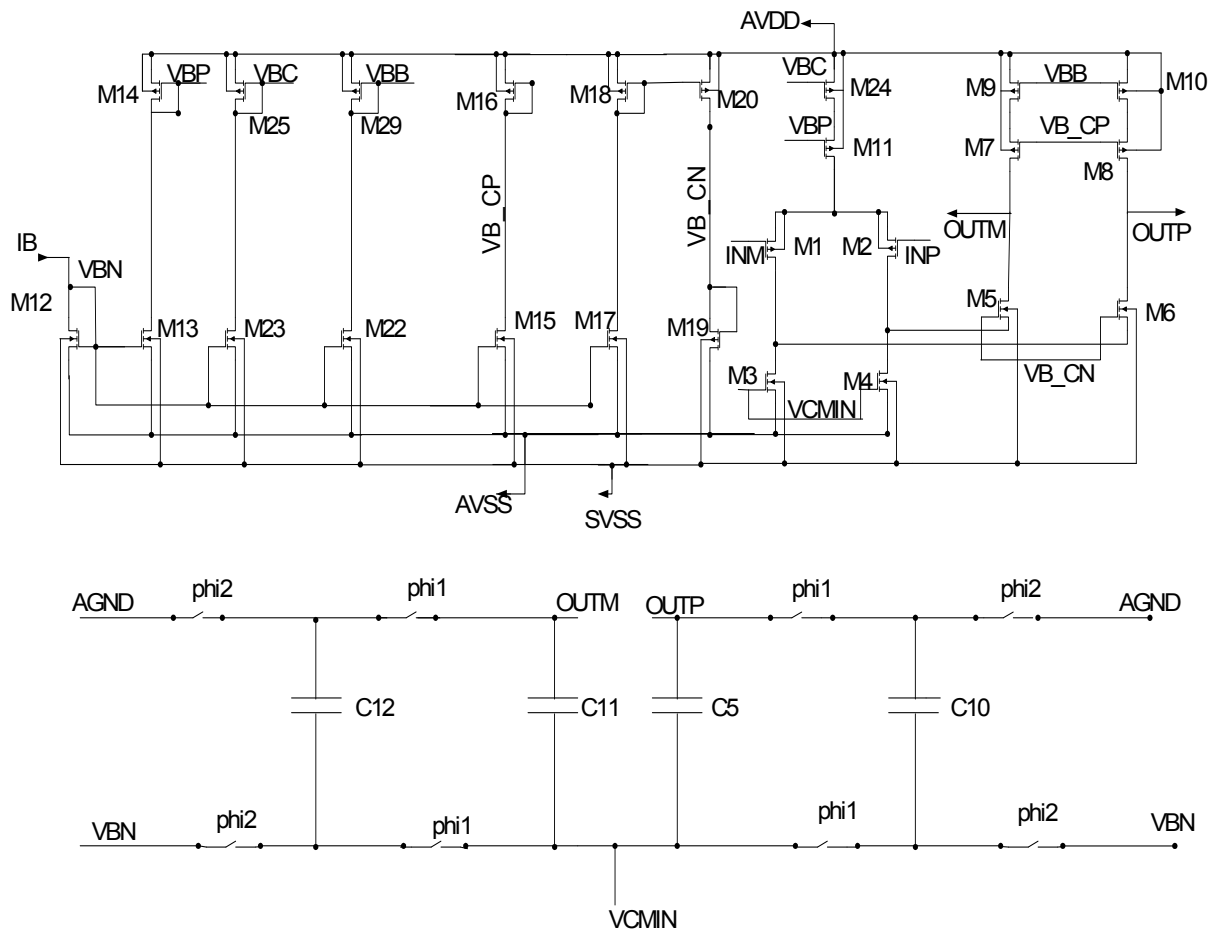 AVDD
VBP
VBC
VBB
VBC
VBB
M10
M14
M25
M29
M16
M18
M20
M24
M9
VBP
M11
VB_CP
M7
M8
VB_CP
VB_CN
IB
VBN
INM
M1
M2
INP
OUTM
OUTP
M12
M13
M23
M22
M15
M17
M19
M5
M6
M3
M4
VB_CN
VCMIN
AVSS
SVSS
AGND
phi2
phi1
OUTM
OUTP
phi1
phi2
AGND
C12
C11
C5
C10
VBN
phi2
phi1
phi1
phi2
VBN
VCMIN